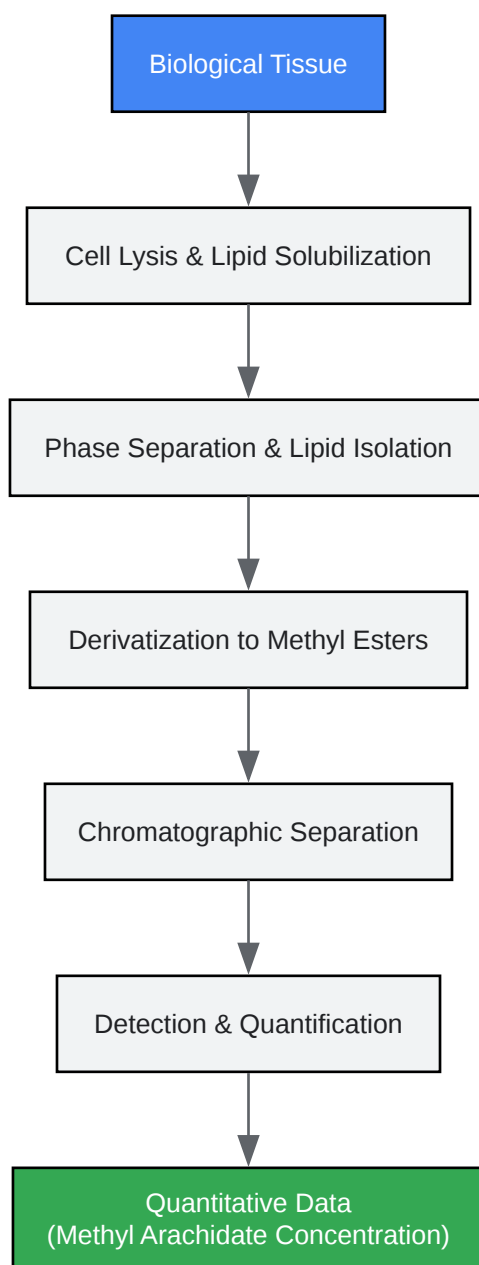 Biological Tissue
Cell Lysis & Lipid Solubilization
Phase Separation & Lipid Isolation
Derivatization to Methyl Esters
Chromatographic Separation
Detection & Quantification
Quantitative Data
(Methyl Arachidate Concentration)